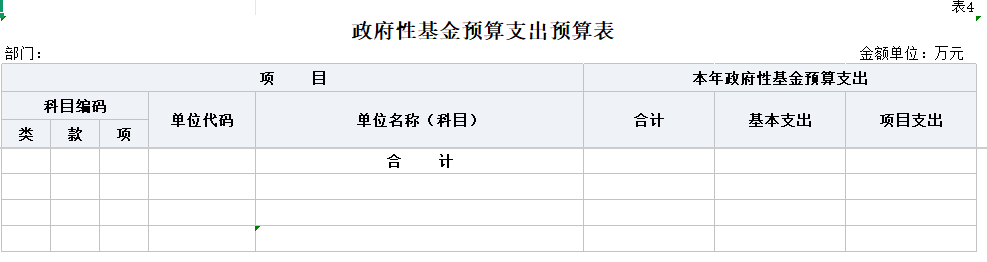 表4
政府性基金预算支出预算表
部门：
金额单位：万元
项 目
本年政府性基金预算支出
科目编码
单位代码
单位名称（科目）
合计
基本支出
项目支出
类
款
项
合 计